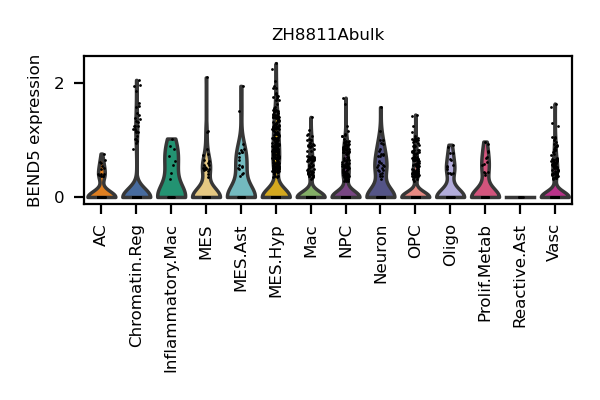 ZH8811Abulk
BEND5 expression
2
0
AC
Chromatin.Reg
Inflammatory.Mac
MES
MES.Ast
MES.Hyp
Mac
NPC
Neuron
OPC
Oligo
Prolif.Metab
Reactive.Ast
Vasc